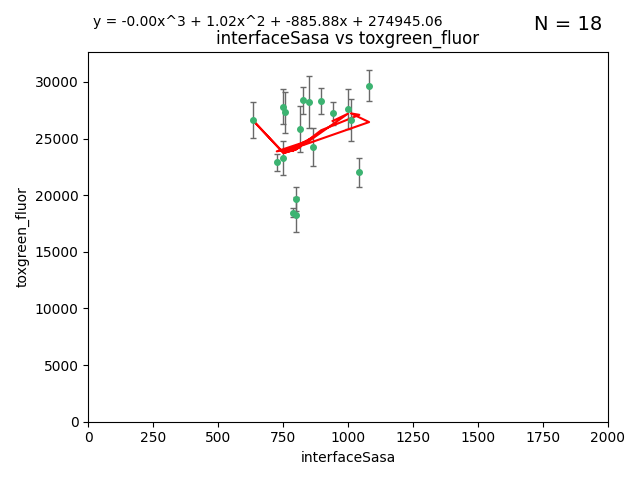 y = -0.00x^3 + 1.02x^2 + -885.88x + 274945.06
N = 18
interfaceSasa vs toxgreen_fluor
30000
25000
20000
15000
10000
5000
0
toxgreen_fluor
0 250 500 750 1000 1250 1500 1750 2000
interfaceSasa